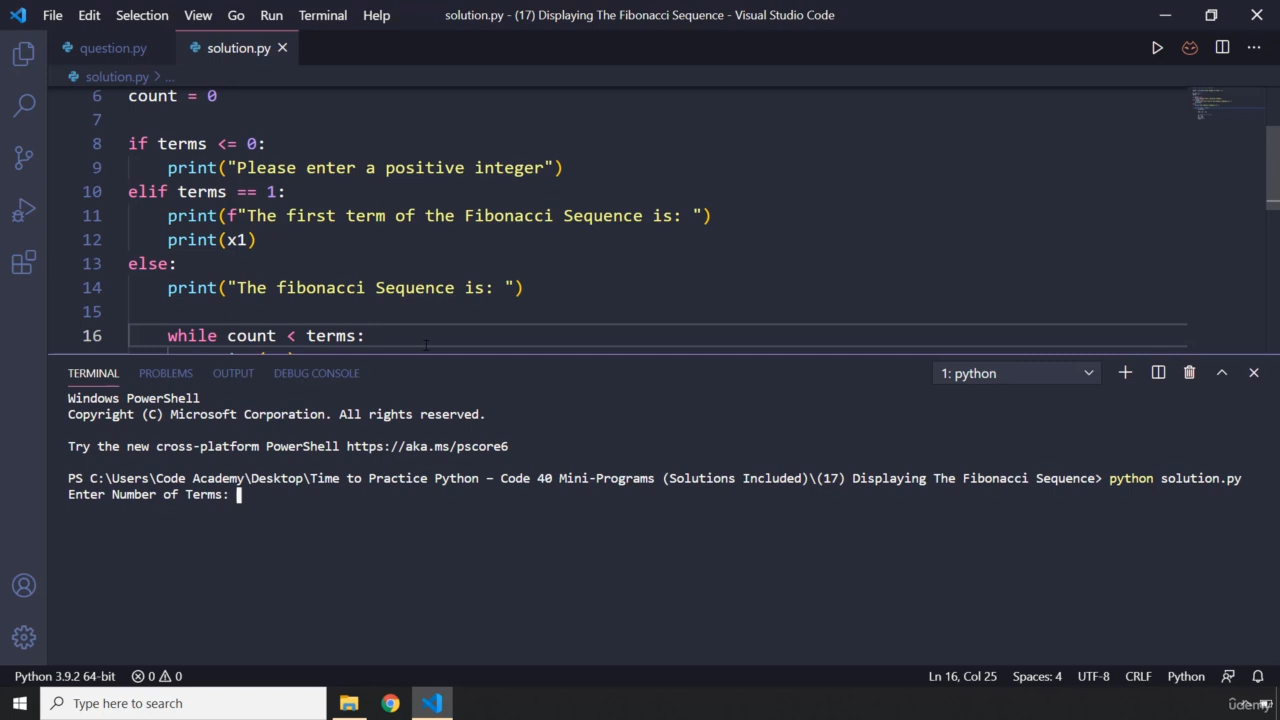 File Edit Selection View Go Run Terminal Help solution.py - (17) Displaying The Fibonacci Sequence - Visual Studio Code
question.py solution.py
solution.py > ...
6 count = 0
7
8 if terms <= 0:
9 print("Please enter a positive integer")
10 elif terms == 1:
11 print(f"The first term of the Fibonacci Sequence is: ")
12 print(x1)
13 else:
14 print("The fibonacci Sequence is: ")
15
16 while count < terms:
TERMINAL PROBLEMS OUTPUT DEBUG CONSOLE 1: python
Windows PowerShell
Copyright (C) Microsoft Corporation. All rights reserved.
Try the new cross-platform PowerShell https://aka.ms/pscore6
PS C:\Users\Code Academy\Desktop\Time to Practice Python – Code 40 Mini-Programs (Solutions Included)\(17) Displaying The Fibonacci Sequence> python solution.py
Enter Number of Terms:
Python 3.9.2 64-bit 0 0 Ln 16, Col 25 Spaces: 4 UTF-8 CRLF Python
Type here to search